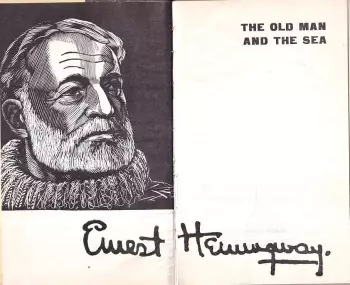 THE OLD MAN
AND THE SEA
Ernest Hemingway.